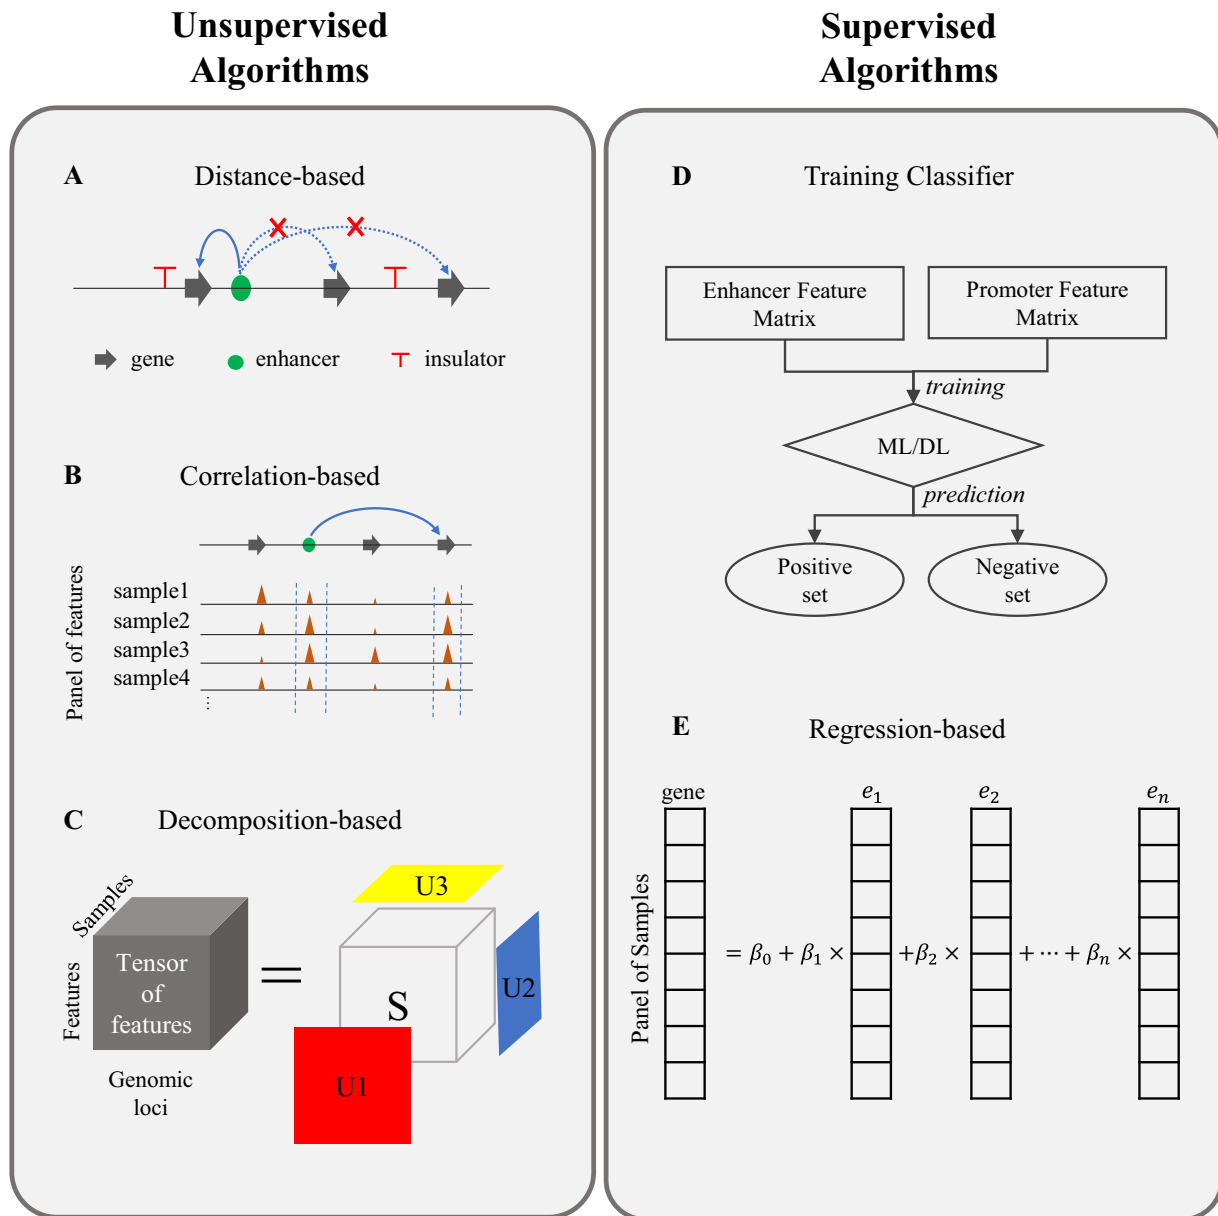 Unsupervised
Algorithms
Supervised
Algorithms
A
Distance-based
gene
enhancer
insulator
B
Correlation-based
Panel of features
sample1
sample2
sample3
sample4
...
C
Decomposition-based
Samples
Features
Tensor
of
features
Genomic
loci
=
S
U3
U2
U1
D
Training Classifier
Enhancer Feature
Matrix
Promoter Feature
Matrix
training
ML/DL
prediction
Positive
set
Negative
set
E
Regression-based
gene
e₁
e₂
eₙ
Panel of Samples
= β₀ + β₁ × +β₂ × + ⋯ + βₙ ×